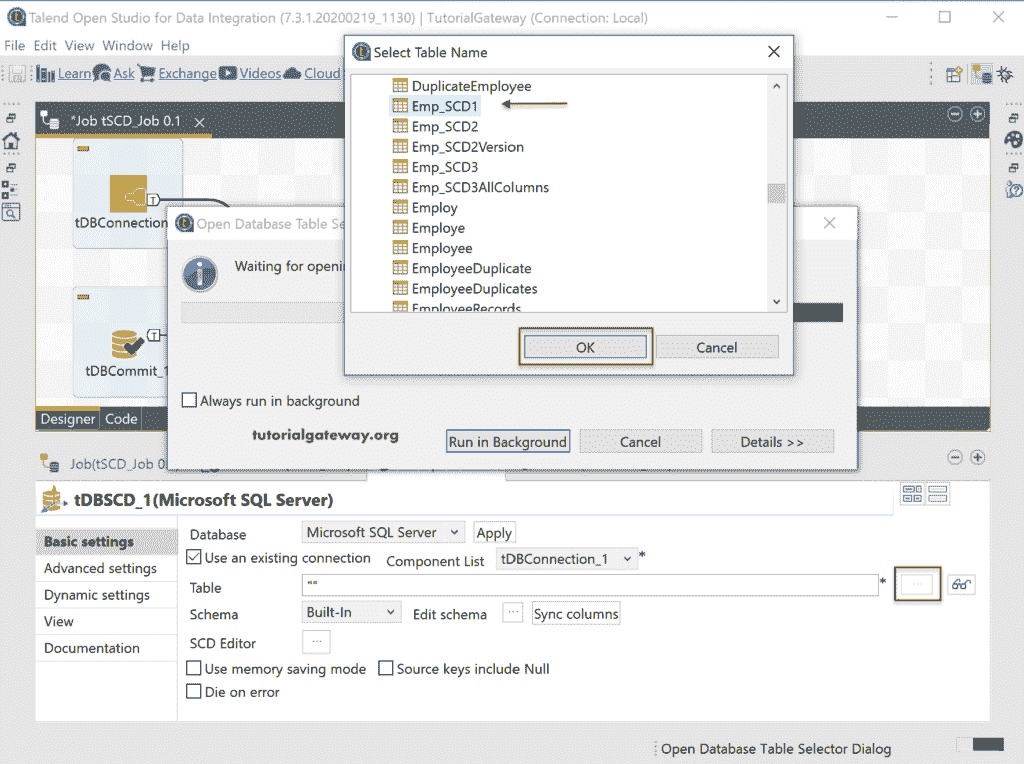 Talend Open Studio for Data Integration (7.3.1.20200219_1130) | TutorialGateway (Connection: Local)
File Edit View Window Help
Learn Ask Exchange Videos Cloud
Select Table Name
DuplicateEmployee
Emp_SCD1
Emp_SCD2
Emp_SCD2Version
Emp_SCD3
Emp_SCD3AllColumns
Employ
Employe
Employee
EmployeeDuplicate
EmployeeDuplicates
EmployeeRecords
OK Cancel
*Job tSCD_Job 0.1
T
tDBConnection
T
tDBCommit_1
Designer Code
Open Database Table Se
Waiting for openin
Always run in background
tutorialgateway.org
Run in Background Cancel Details >>
Job(tSCD_Job 0.
tDBSCD_1(Microsoft SQL Server)
Basic settings
Advanced settings
Dynamic settings
View
Documentation
Database Microsoft SQL Server Apply
Use an existing connection Component List tDBConnection_1 *
Table "" * ...
Schema Built-In Edit schema ... Sync columns
SCD Editor ...
Use memory saving mode Source keys include Null
Die on error
Open Database Table Selector Dialog